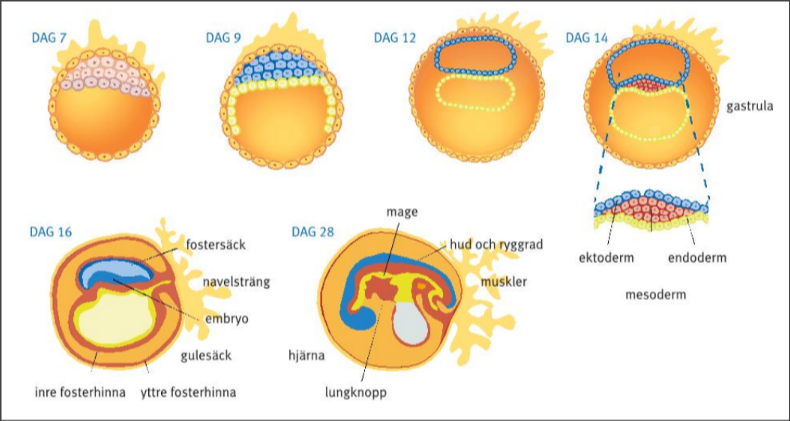 DAG 7
DAG 9
DAG 12
DAG 14
gastrula
ektoderm
endoderm
mesoderm
DAG 16
fostersäck
navelsträng
embryo
gulesäck
inre fosterhinna
yttre fosterhinna
DAG 28
mage
hud och ryggrad
muskler
hjärna
lungknopp